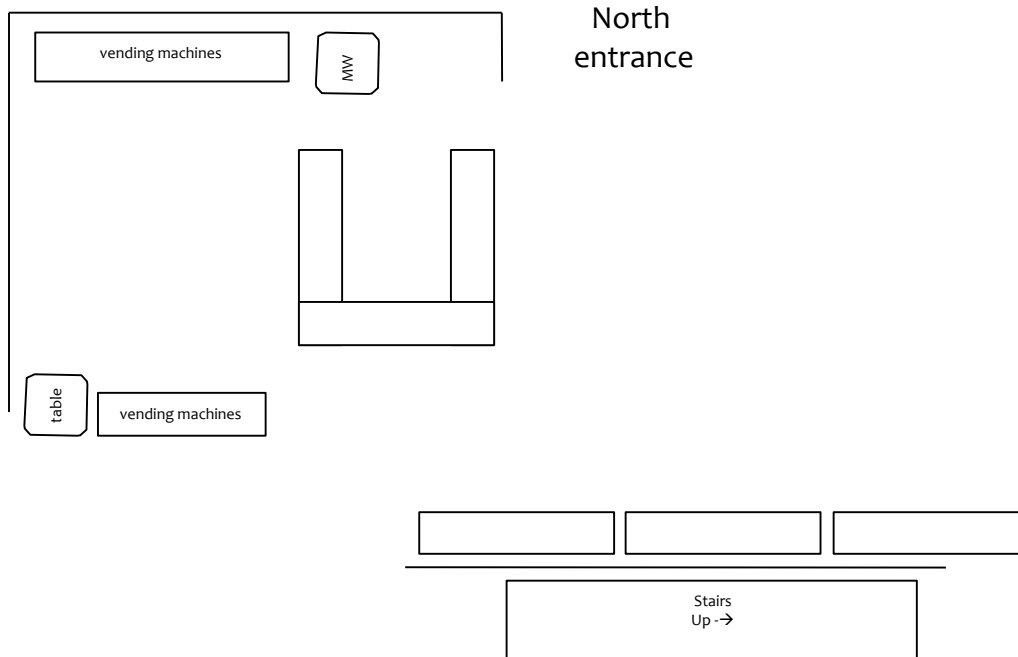 North
entrance
vending machines
MW
table
vending machines
Stairs
Up -→